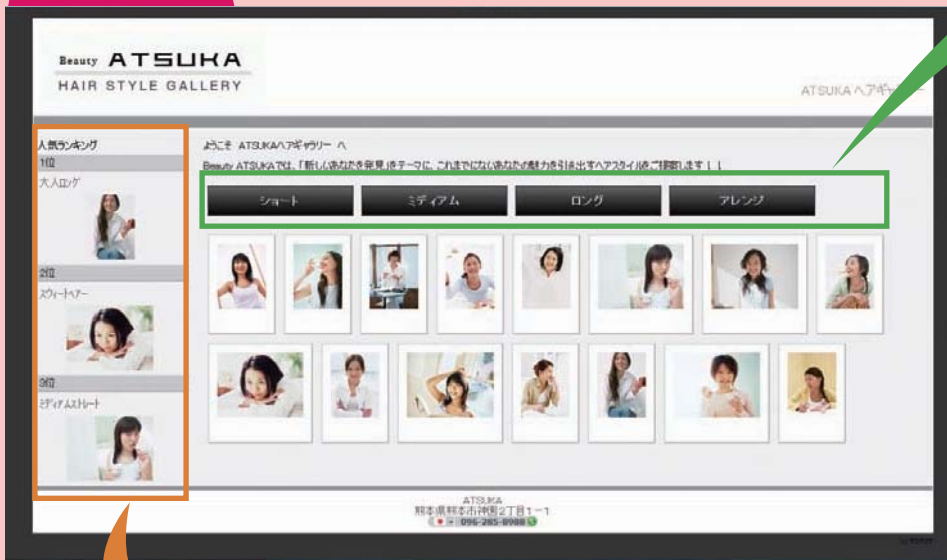 Beauty ATSUKA
HAIR STYLE GALLERY
ATSUKA ヘアギャ
人気ランキング
1位
大人ロング
2位
スウィートヘアー
3位
ミディアムストレート
ようこそ ATSUKAヘアギャラリー へ
Beauty ATSUKAでは、「新しいあなたを発見」をテーマに、これまでにないあなたの魅力を引き出すヘアスタイルをご提案します！！
ショート
ミディアム
ロング
アレンジ
ATSUKA
熊本県熊本市神園2丁目1-1
096-285-8988